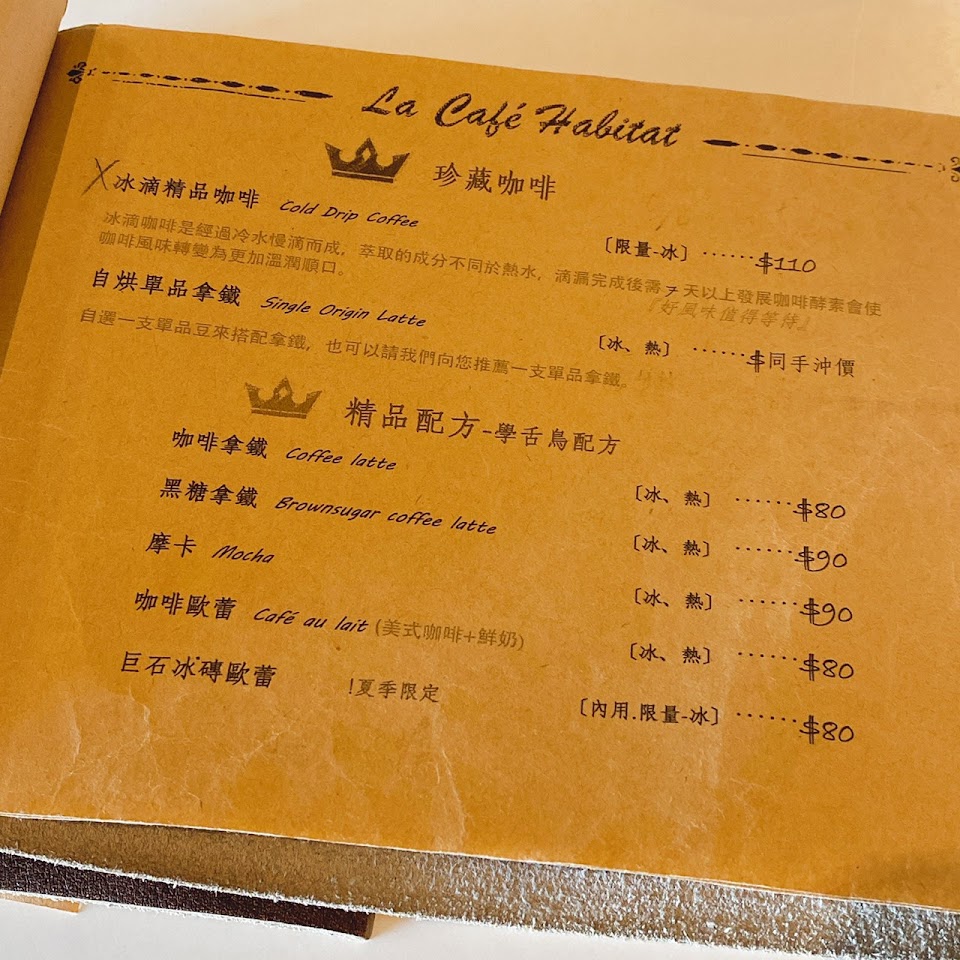 La Café Habitat
珍藏咖啡
冰滴精品咖啡 Cold Drip Coffee 〔限量-冰〕 ······$110
冰滴咖啡是經過冷水慢滴而成，萃取的成分不同於熱水，滴漏完成後需7天以上發展咖啡酵素會使
咖啡風味轉變為更加溫潤順口。 『好風味值得等待』
自烘單品拿鐵 Single Origin Latte 〔冰、熱〕 ······$同手沖價
自選一支單品豆來搭配拿鐵，也可以請我們向您推薦一支單品拿鐵。
精品配方-學舌鳥配方
咖啡拿鐵 Coffee latte 〔冰、熱〕 ······$80
黑糖拿鐵 Brownsugar coffee latte 〔冰、熱〕 ······$90
摩卡 Mocha 〔冰、熱〕 ······$90
咖啡歐蕾 Café au lait (美式咖啡+鮮奶) 〔冰、熱〕 ······$80
巨石冰磚歐蕾 !夏季限定 〔內用.限量-冰〕 ······$80